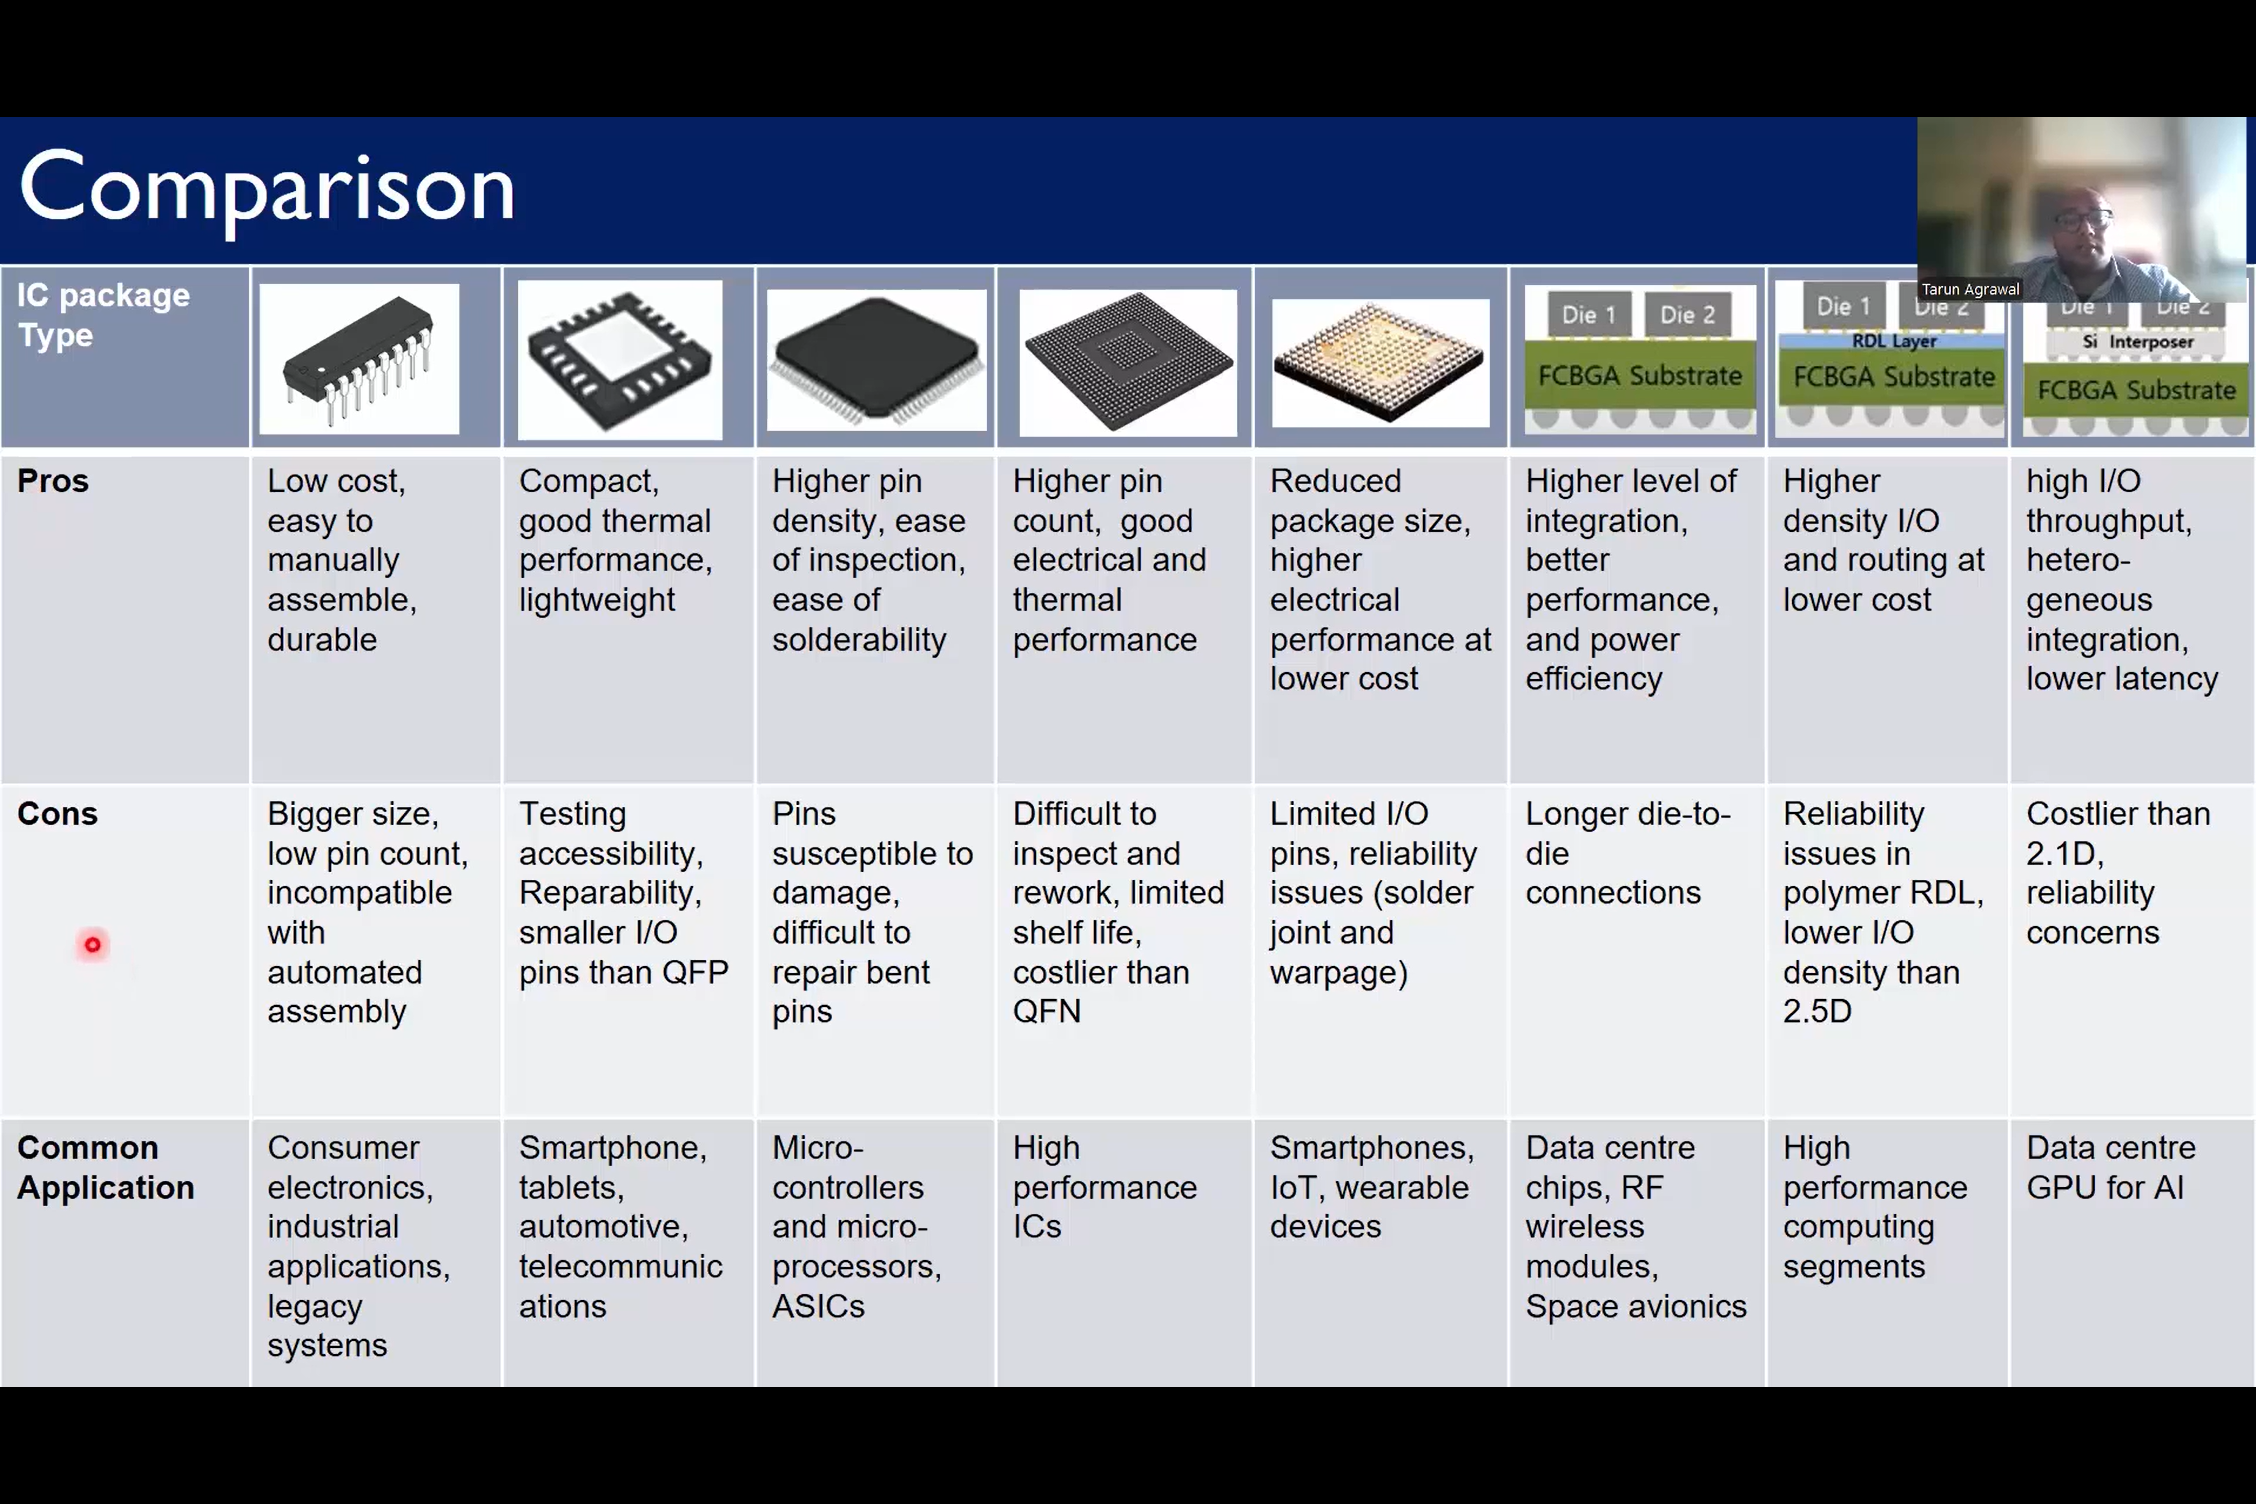 Comparison
Tarun Agrawal
IC package
Type
Die 1 Die 2
FCBGA Substrate
Die 1 Die 2
RDL Layer
FCBGA Substrate
Die 1 Die 2
Si Interposer
FCBGA Substrate
Pros
Low cost,
easy to
manually
assemble,
durable
Compact,
good thermal
performance,
lightweight
Higher pin
density, ease
of inspection,
ease of
solderability
Higher pin
count, good
electrical and
thermal
performance
Reduced
package size,
higher
electrical
performance at
lower cost
Higher level of
integration,
better
performance,
and power
efficiency
Higher
density I/O
and routing at
lower cost
high I/O
throughput,
hetero-
geneous
integration,
lower latency
Cons
Bigger size,
low pin count,
incompatible
with
automated
assembly
Testing
accessibility,
Reparability,
smaller I/O
pins than QFP
Pins
susceptible to
damage,
difficult to
repair bent
pins
Difficult to
inspect and
rework, limited
shelf life,
costlier than
QFN
Limited I/O
pins, reliability
issues (solder
joint and
warpage)
Longer die-to-
die
connections
Reliability
issues in
polymer RDL,
lower I/O
density than
2.5D
Costlier than
2.1D,
reliability
concerns
Common
Application
Consumer
electronics,
industrial
applications,
legacy
systems
Smartphone,
tablets,
automotive,
telecommunic
ations
Micro-
controllers
and micro-
processors,
ASICs
High
performance
ICs
Smartphones,
IoT, wearable
devices
Data centre
chips, RF
wireless
modules,
Space avionics
High
performance
computing
segments
Data centre
GPU for AI